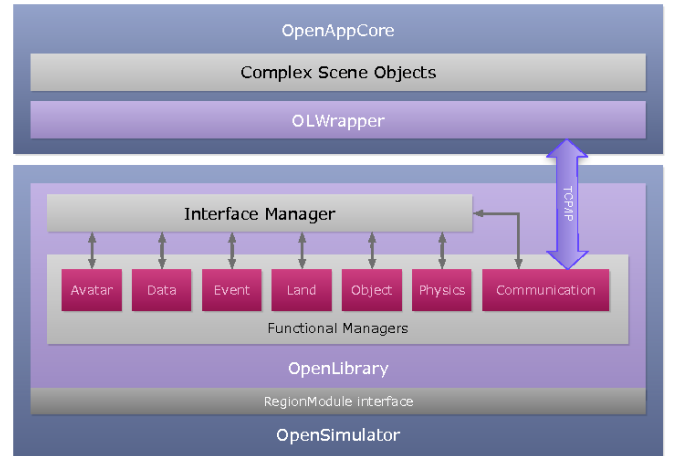 OpenAppCore
Complex Scene Objects
OLWrapper
TCP/IP
Interface Manager
Avatar
Data
Event
Land
Object
Physics
Communication
Functional Managers
OpenLibrary
RegionModule interface
OpenSimulator